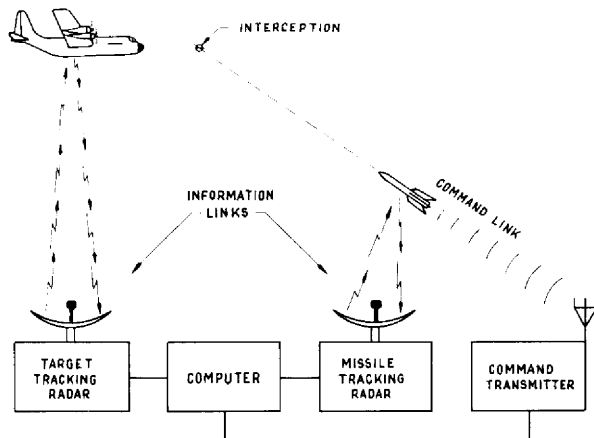 INTERCEPTION
INFORMATION
LINKS
COMMAND LINK
TARGET
TRACKING
RADAR
COMPUTER
MISSILE
TRACKING
RADAR
COMMAND
TRANSMITTER